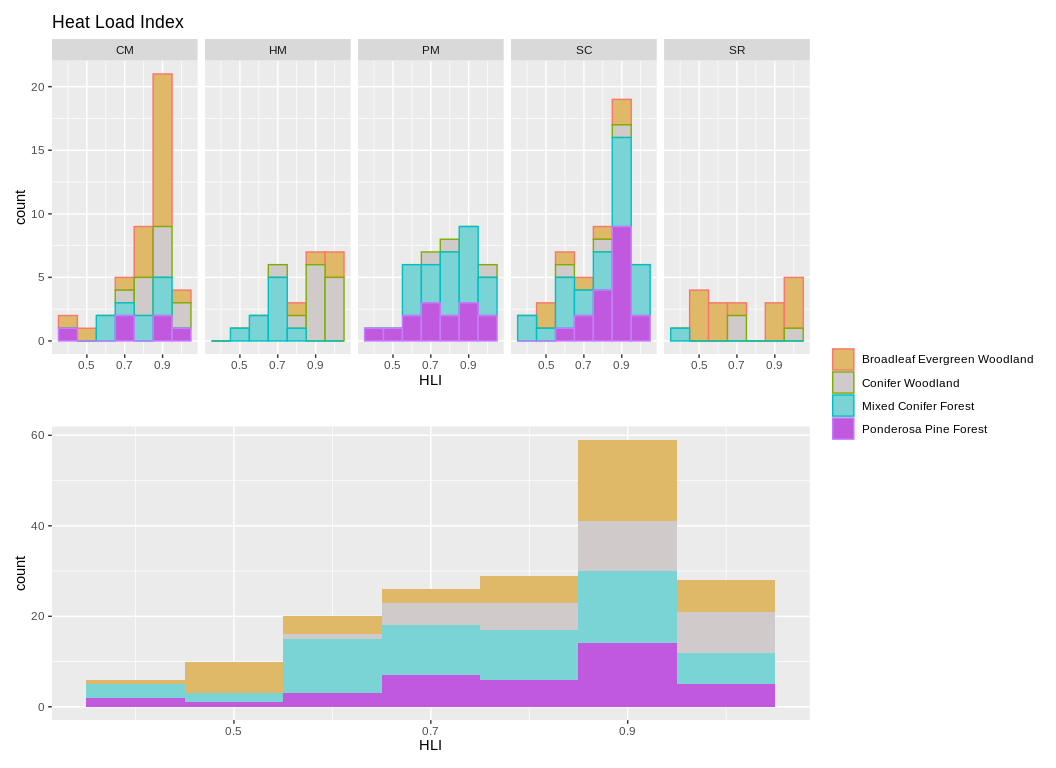 Heat Load Index
CM HM PM SC SR
20
15
10
5
0
count
0.5 0.7 0.9 0.5 0.7 0.9 0.5 0.7 0.9 0.5 0.7 0.9 0.5 0.7 0.9
HLI
Broadleaf Evergreen Woodland
Conifer Woodland
Mixed Conifer Forest
Ponderosa Pine Forest
60
40
20
0
count
0.5 0.7 0.9
HLI